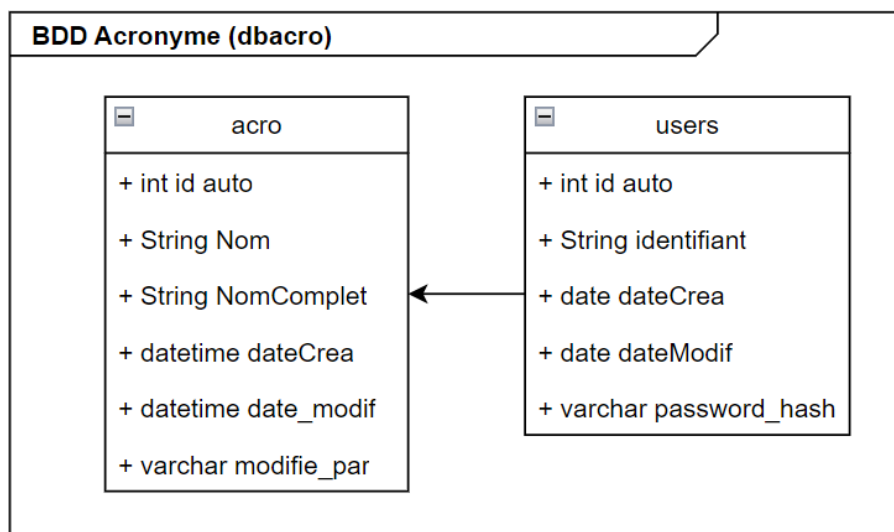 BDD Acronyme (dbacro)
acro
+ int id auto
+ String Nom
+ String NomComplet
+ datetime dateCrea
+ datetime date_modif
+ varchar modifie_par
users
+ int id auto
+ String identifiant
+ date dateCrea
+ date dateModif
+ varchar password_hash